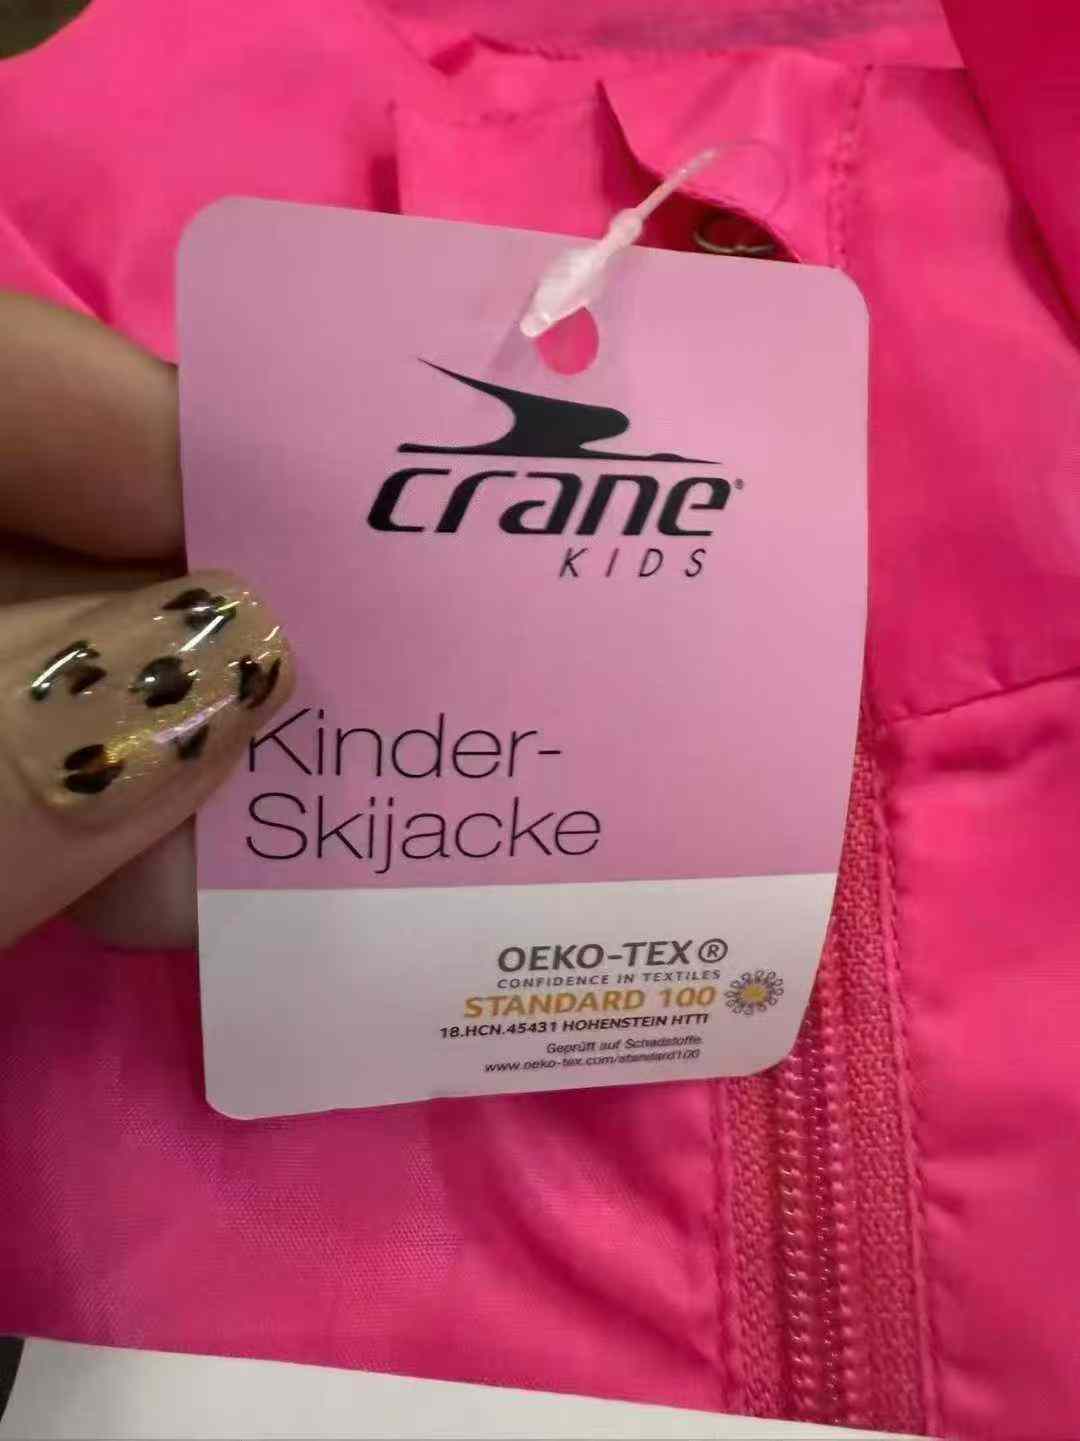 crane®
KIDS
Kinder-
Skijacke
OEKO-TEX®
CONFIDENCE IN TEXTILES
STANDARD 100
18.HCN.45431 HOHENSTEIN HTTI
Geprüft auf Schadstoffe.
www.oeko-tex.com/standard100